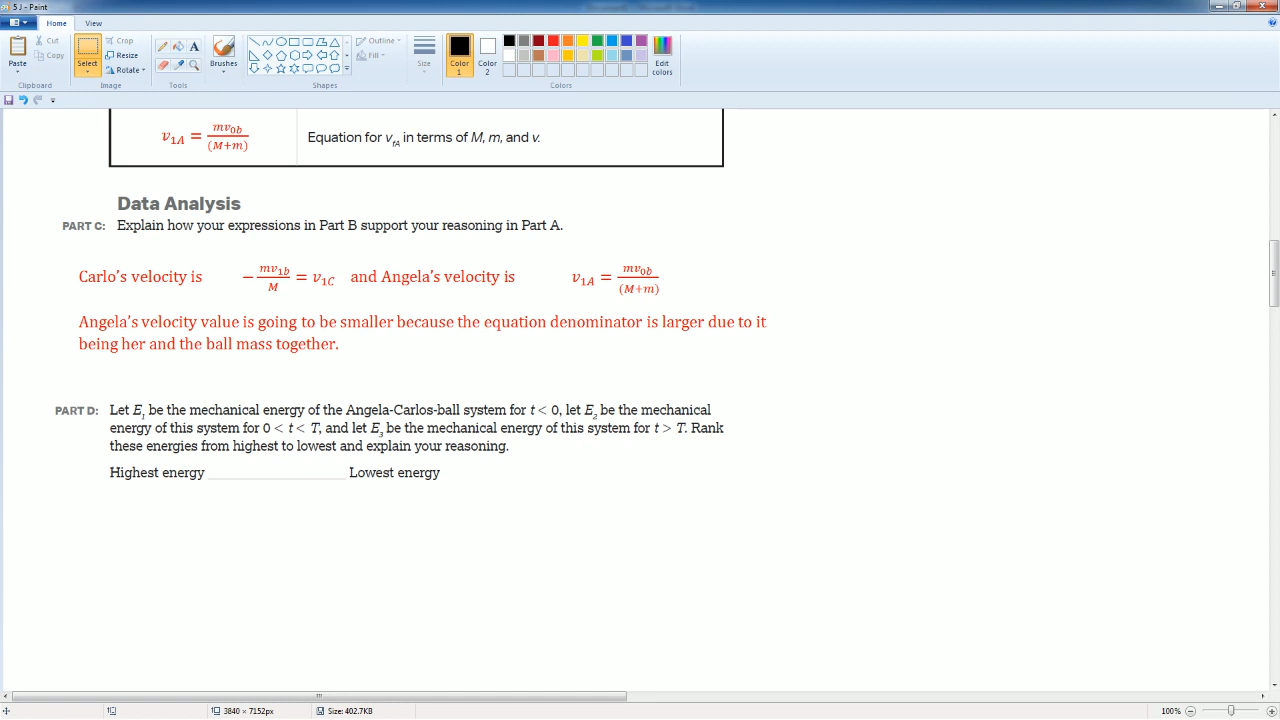 5 J - Paint
Home View
Paste Cut Copy Select Crop Resize Rotate Brushes Outline Fill Size Color 1 Color 2 Edit colors
Clipboard Image Tools Shapes Colors
v1A = mv0b/(M+m) Equation for vfA in terms of M, m, and v.
Data Analysis
PART C: Explain how your expressions in Part B support your reasoning in Part A.
Carlo's velocity is −mv1b/M = v1C and Angela's velocity is v1A = mv0b/(M+m)
Angela's velocity value is going to be smaller because the equation denominator is larger due to it
being her and the ball mass together.
PART D: Let E1 be the mechanical energy of the Angela-Carlos-ball system for t < 0, let E2 be the mechanical
energy of this system for 0 < t < T, and let E3 be the mechanical energy of this system for t > T. Rank
these energies from highest to lowest and explain your reasoning.
Highest energy ____________________ Lowest energy
3840 × 7152px Size: 402.7KB 100%